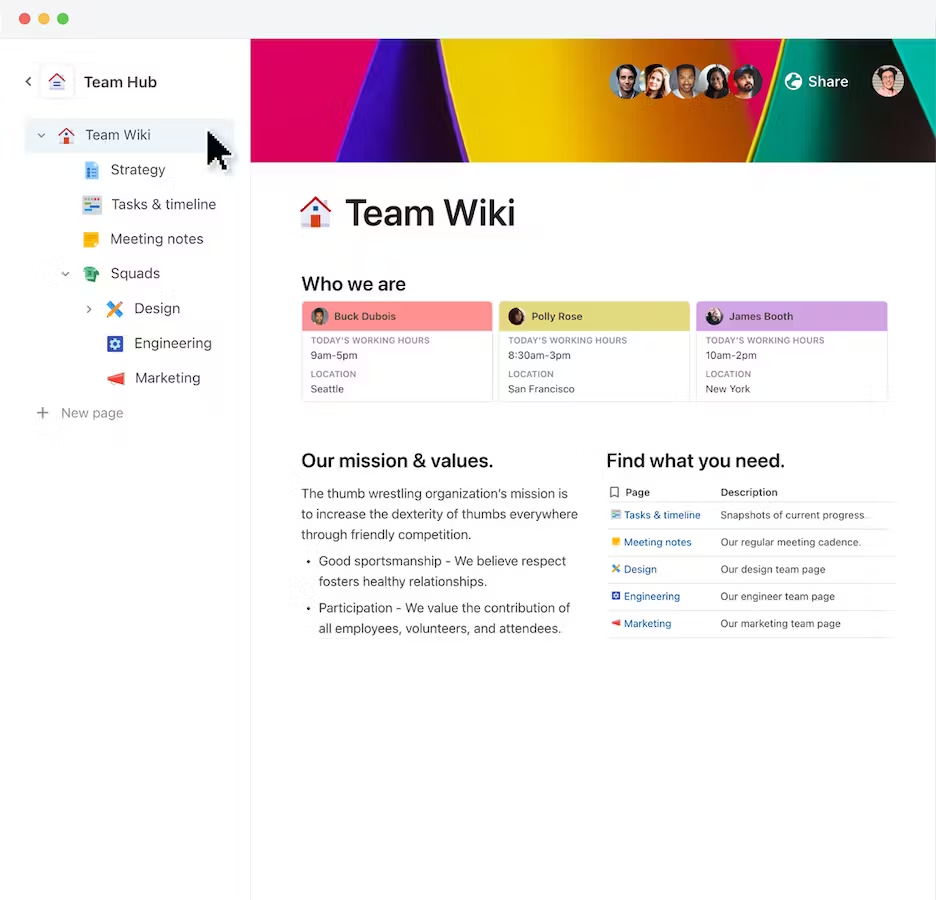 Team Hub
Share
Team Wiki
Strategy
Tasks & timeline
Meeting notes
Squads
Design
Engineering
Marketing
New page
Team Wiki
Who we are
Buck Dubois
TODAY'S WORKING HOURS
9am-5pm
LOCATION
Seattle
Polly Rose
TODAY'S WORKING HOURS
8:30am-3pm
LOCATION
San Francisco
James Booth
TODAY'S WORKING HOURS
10am-2pm
LOCATION
New York
Our mission & values.
The thumb wrestling organization's mission is
to increase the dexterity of thumbs everywhere
through friendly competition.
• Good sportsmanship - We believe respect
fosters healthy relationships.
• Participation - We value the contribution of
all employees, volunteers, and attendees.
Find what you need.
Page Description
Tasks & timeline Snapshots of current progress..
Meeting notes Our regular meeting cadence.
Design Our design team page
Engineering Our engineer team page
Marketing Our marketing team page